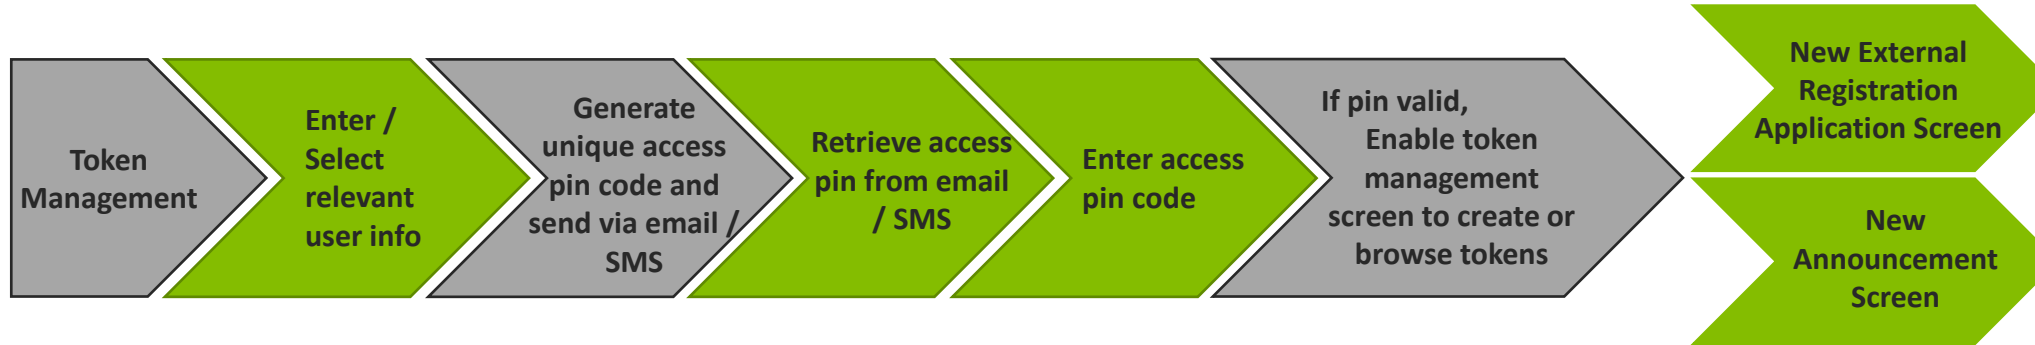 Token
Management
Enter /
Select
relevant
user info
Generate
unique access
pin code and
send via email /
SMS
Retrieve access
pin from email
/ SMS
Enter access
pin code
If pin valid,
Enable token
management
screen to create or
browse tokens
New External
Registration
Application Screen
New
Announcement
Screen